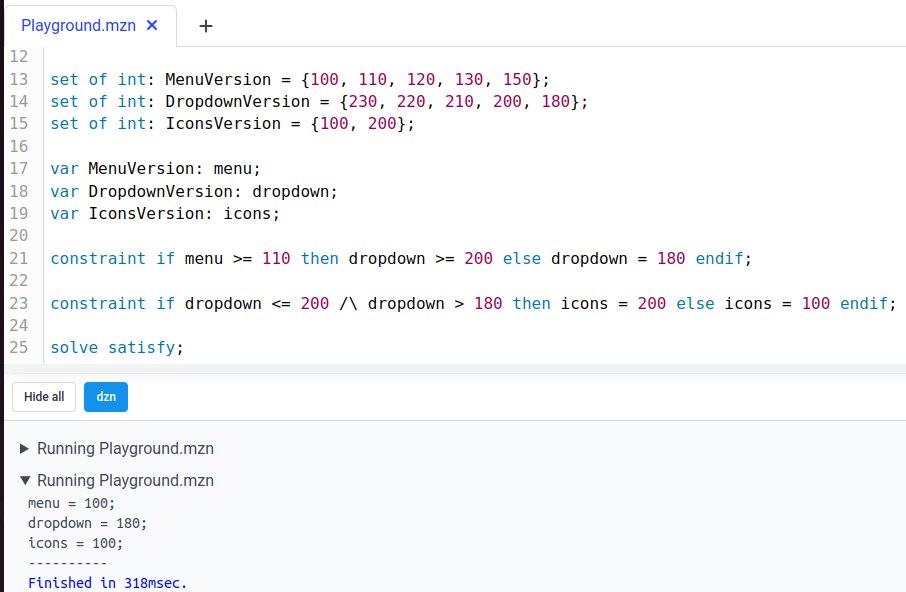 Playground.mzn ✕ +
12
13 set of int: MenuVersion = {100, 110, 120, 130, 150};
14 set of int: DropdownVersion = {230, 220, 210, 200, 180};
15 set of int: IconsVersion = {100, 200};
16
17 var MenuVersion: menu;
18 var DropdownVersion: dropdown;
19 var IconsVersion: icons;
20
21 constraint if menu >= 110 then dropdown >= 200 else dropdown = 180 endif;
22
23 constraint if dropdown <= 200 /\ dropdown > 180 then icons = 200 else icons = 100 endif;
24
25 solve satisfy;
Hide all dzn
▶ Running Playground.mzn
▼ Running Playground.mzn
menu = 100;
dropdown = 180;
icons = 100;
----------
Finished in 318msec.